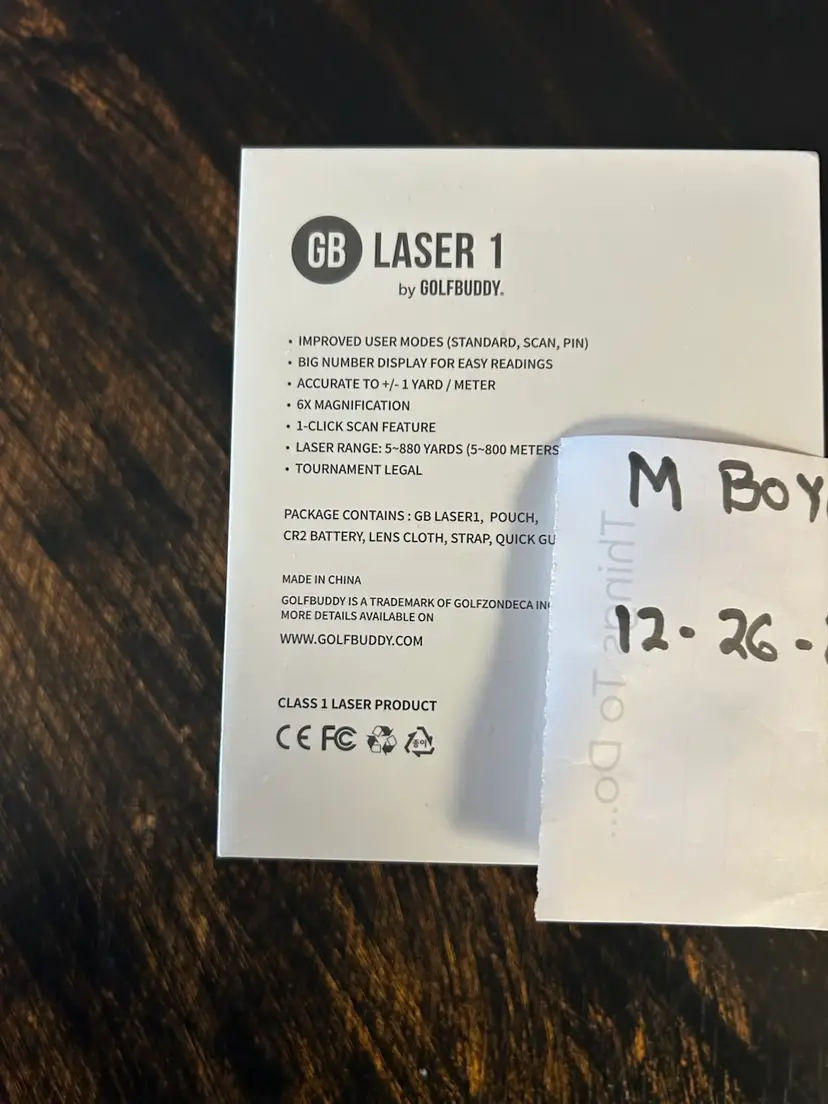 GB LASER 1
by GOLFBUDDY.
• IMPROVED USER MODES (STANDARD, SCAN, PIN)
• BIG NUMBER DISPLAY FOR EASY READINGS
• ACCURATE TO +/- 1 YARD / METER
• 6X MAGNIFICATION
• 1-CLICK SCAN FEATURE
• LASER RANGE: 5~880 YARDS (5~800 METERS
• TOURNAMENT LEGAL
PACKAGE CONTAINS : GB LASER1, POUCH,
CR2 BATTERY, LENS CLOTH, STRAP, QUICK
MADE IN CHINA
GOLFBUDDY IS A TRADEMARK OF GOLFZONDECA
MORE DETAILS AVAILABLE ON
WWW.GOLFBUDDY.COM
CLASS 1 LASER PRODUCT
CE FC 종이
M
12-26-
Things To Do...